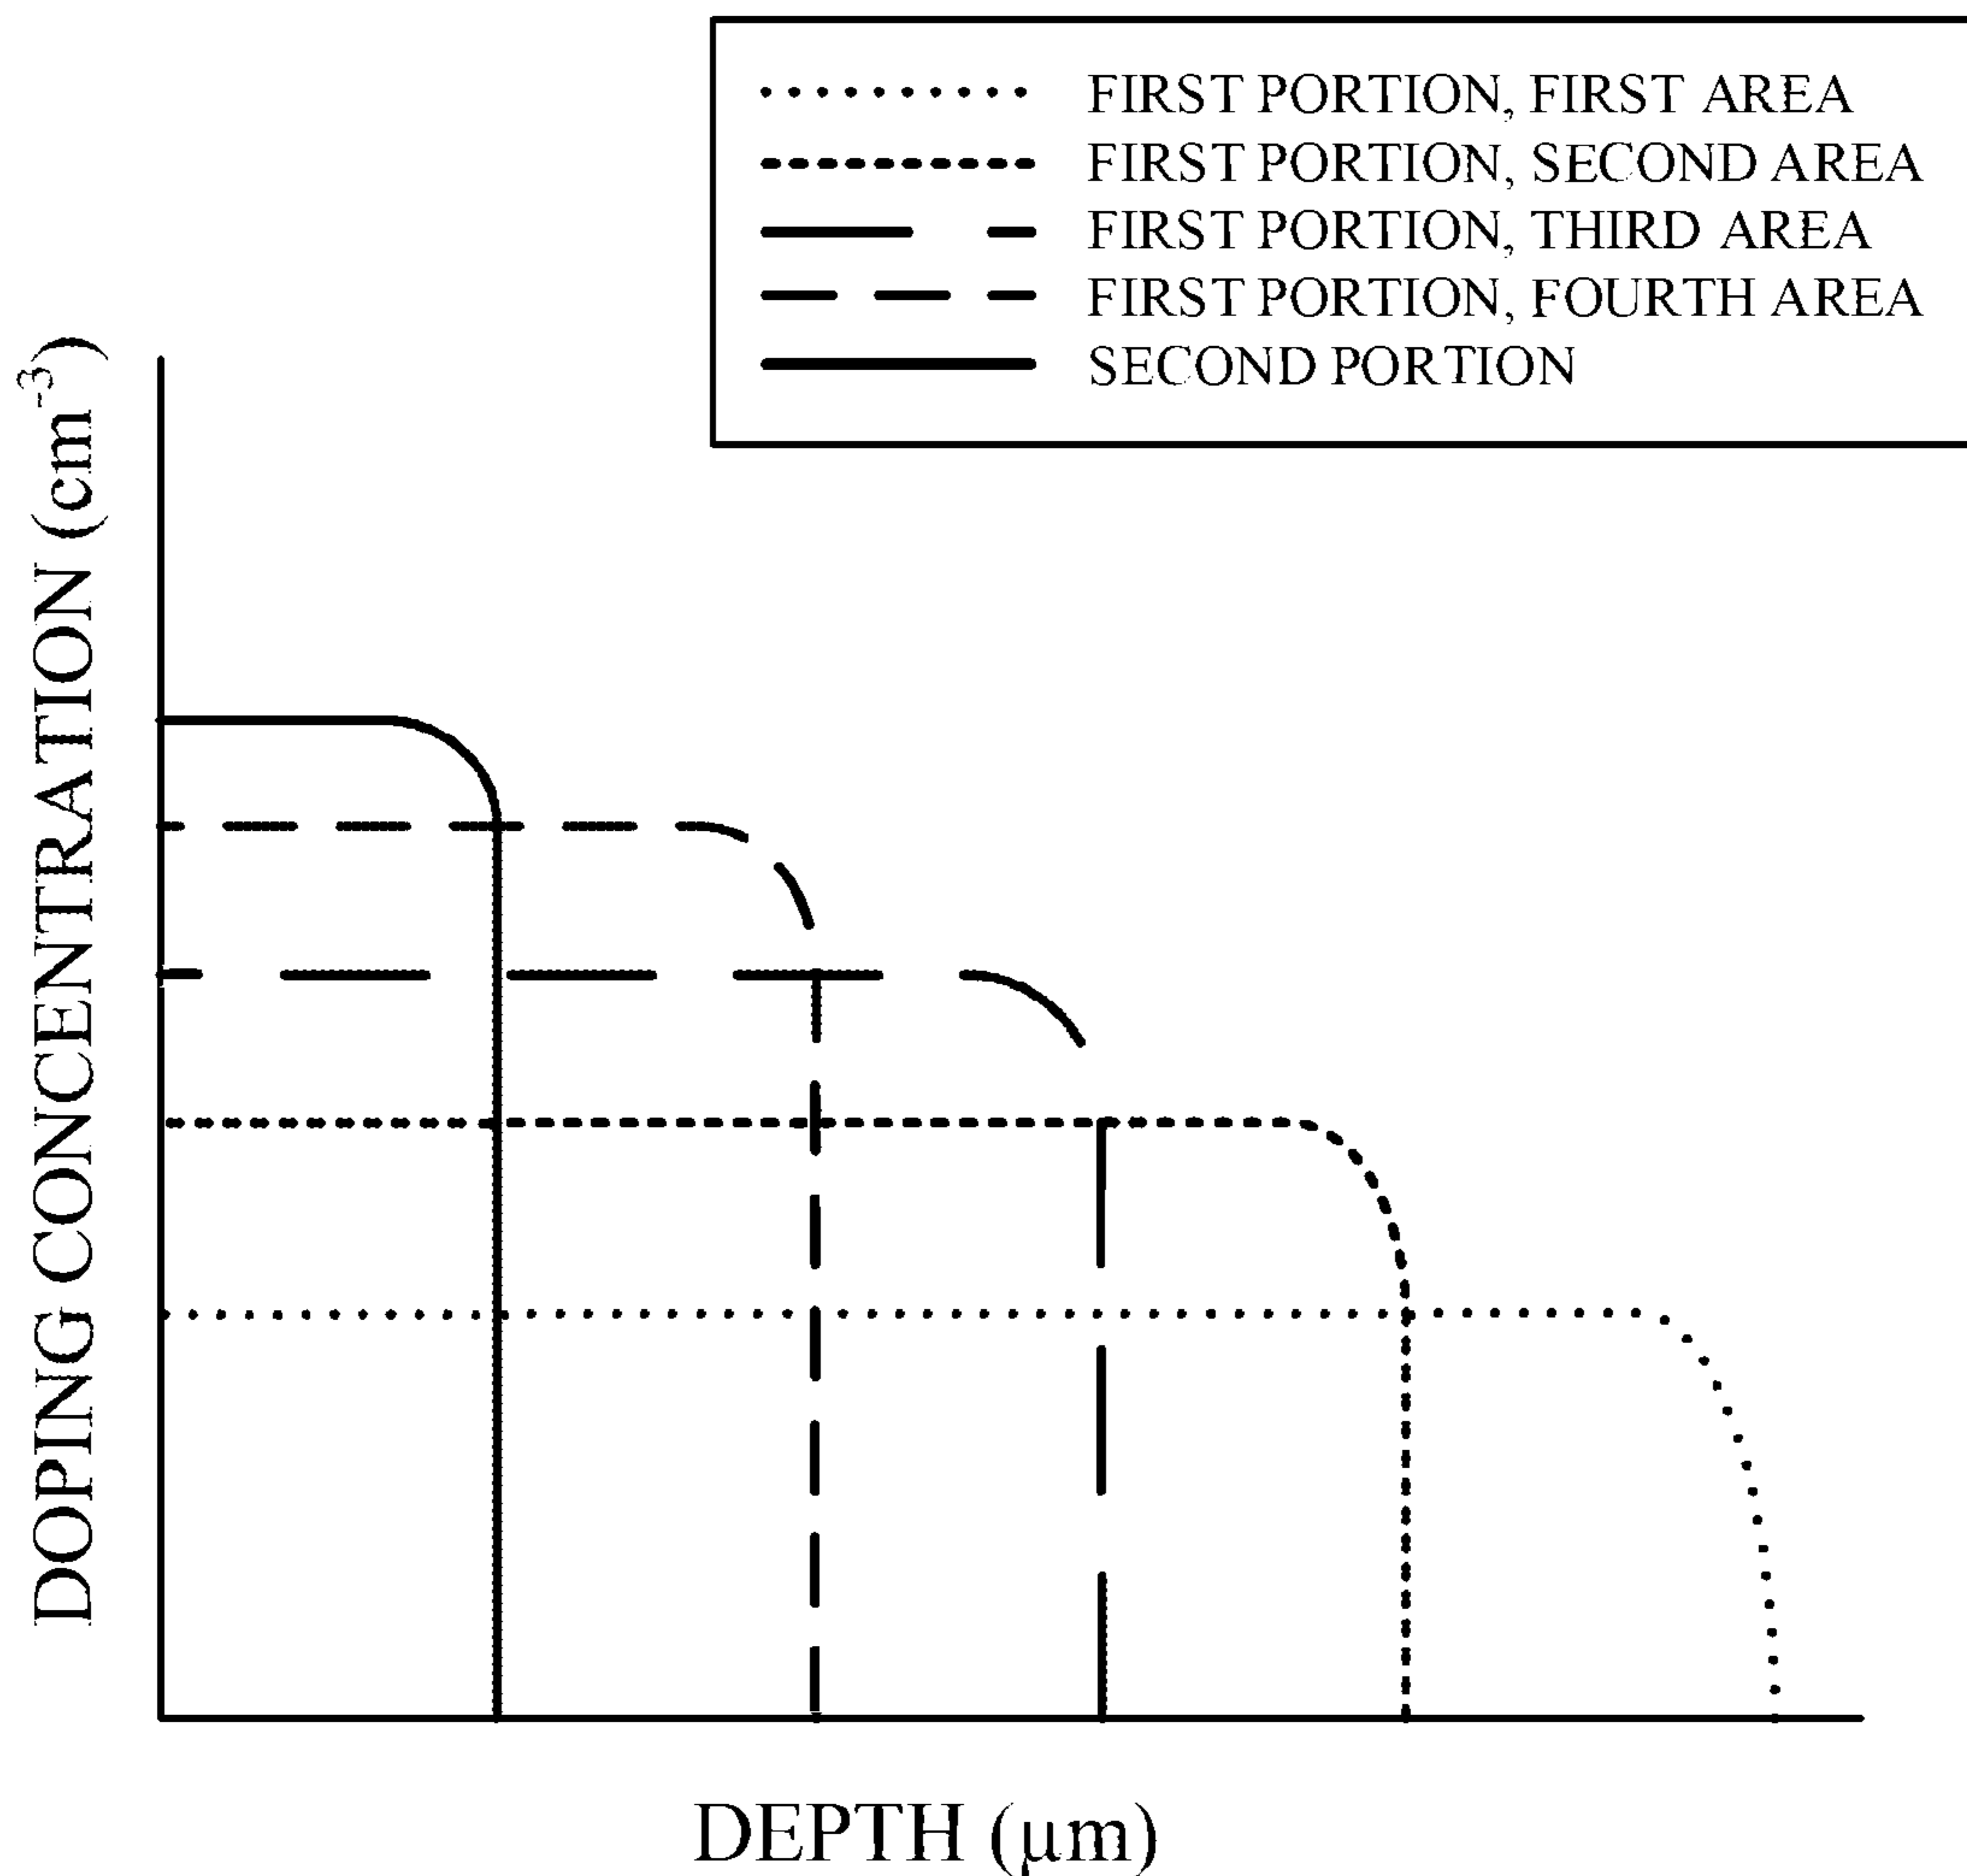 FIRST PORTION, FIRST AREA
FIRST PORTION, SECOND AREA
FIRST PORTION, THIRD AREA
FIRST PORTION, FOURTH AREA
SECOND PORTION
DOPING CONCENTRATION (cm⁻³)
DEPTH (μm)